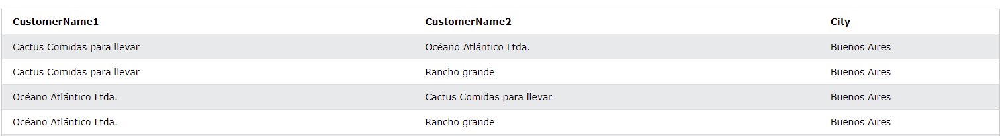 CustomerName1 CustomerName2 City
Cactus Comidas para llevar Océano Atlántico Ltda. Buenos Aires
Cactus Comidas para llevar Rancho grande Buenos Aires
Océano Atlántico Ltda. Cactus Comidas para llevar Buenos Aires
Océano Atlántico Ltda. Rancho grande Buenos Aires